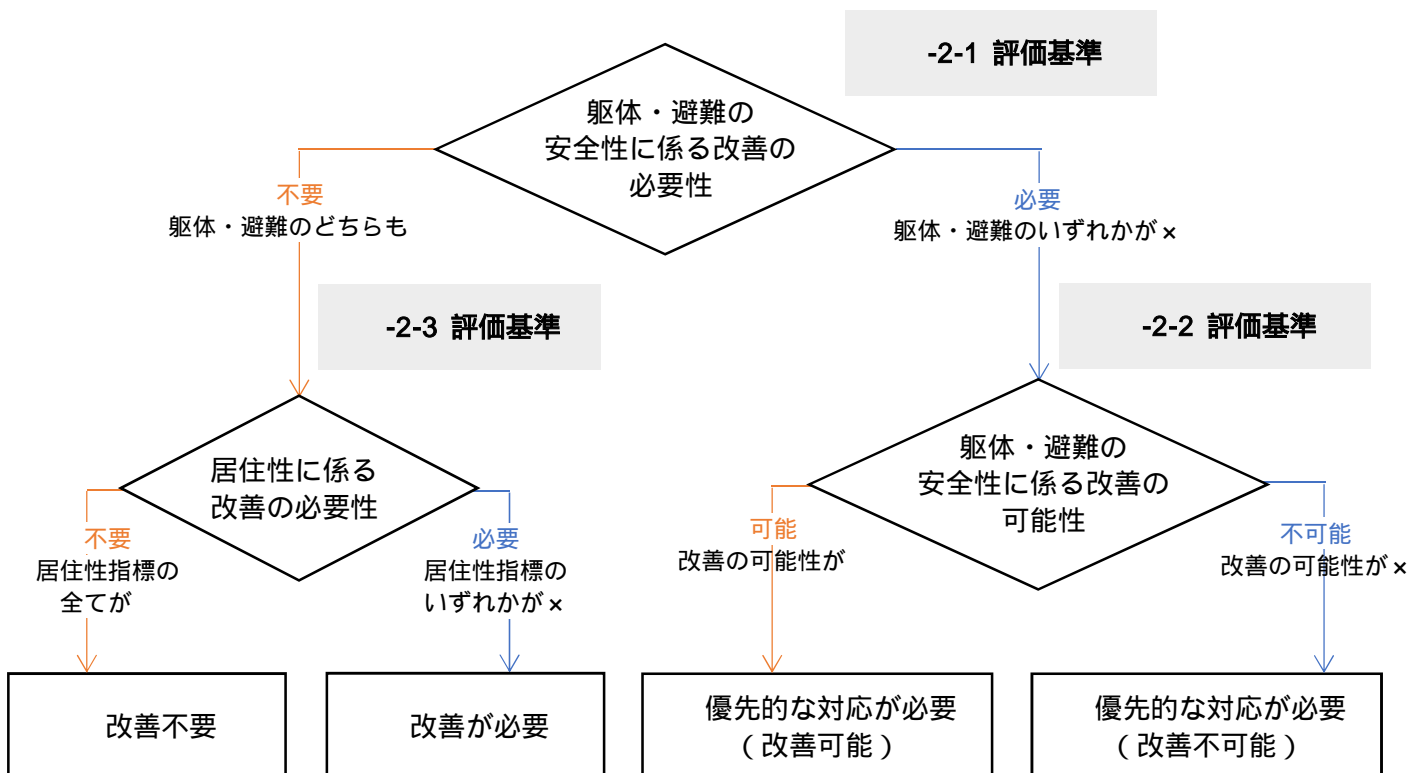 -2-1 評価基準
躯体・避難の
安全性に係る改善の
必要性
不要
躯体・避難のどちらも
必要
躯体・避難のいずれかが×
-2-3 評価基準
-2-2 評価基準
居住性に係る
改善の必要性
躯体・避難の
安全性に係る改善の
可能性
不要
居住性指標の
全てが
必要
居住性指標の
いずれかが×
可能
改善の可能性が
不可能
改善の可能性が×
改善不要
改善が必要
優先的な対応が必要
（改善可能）
優先的な対応が必要
（改善不可能）